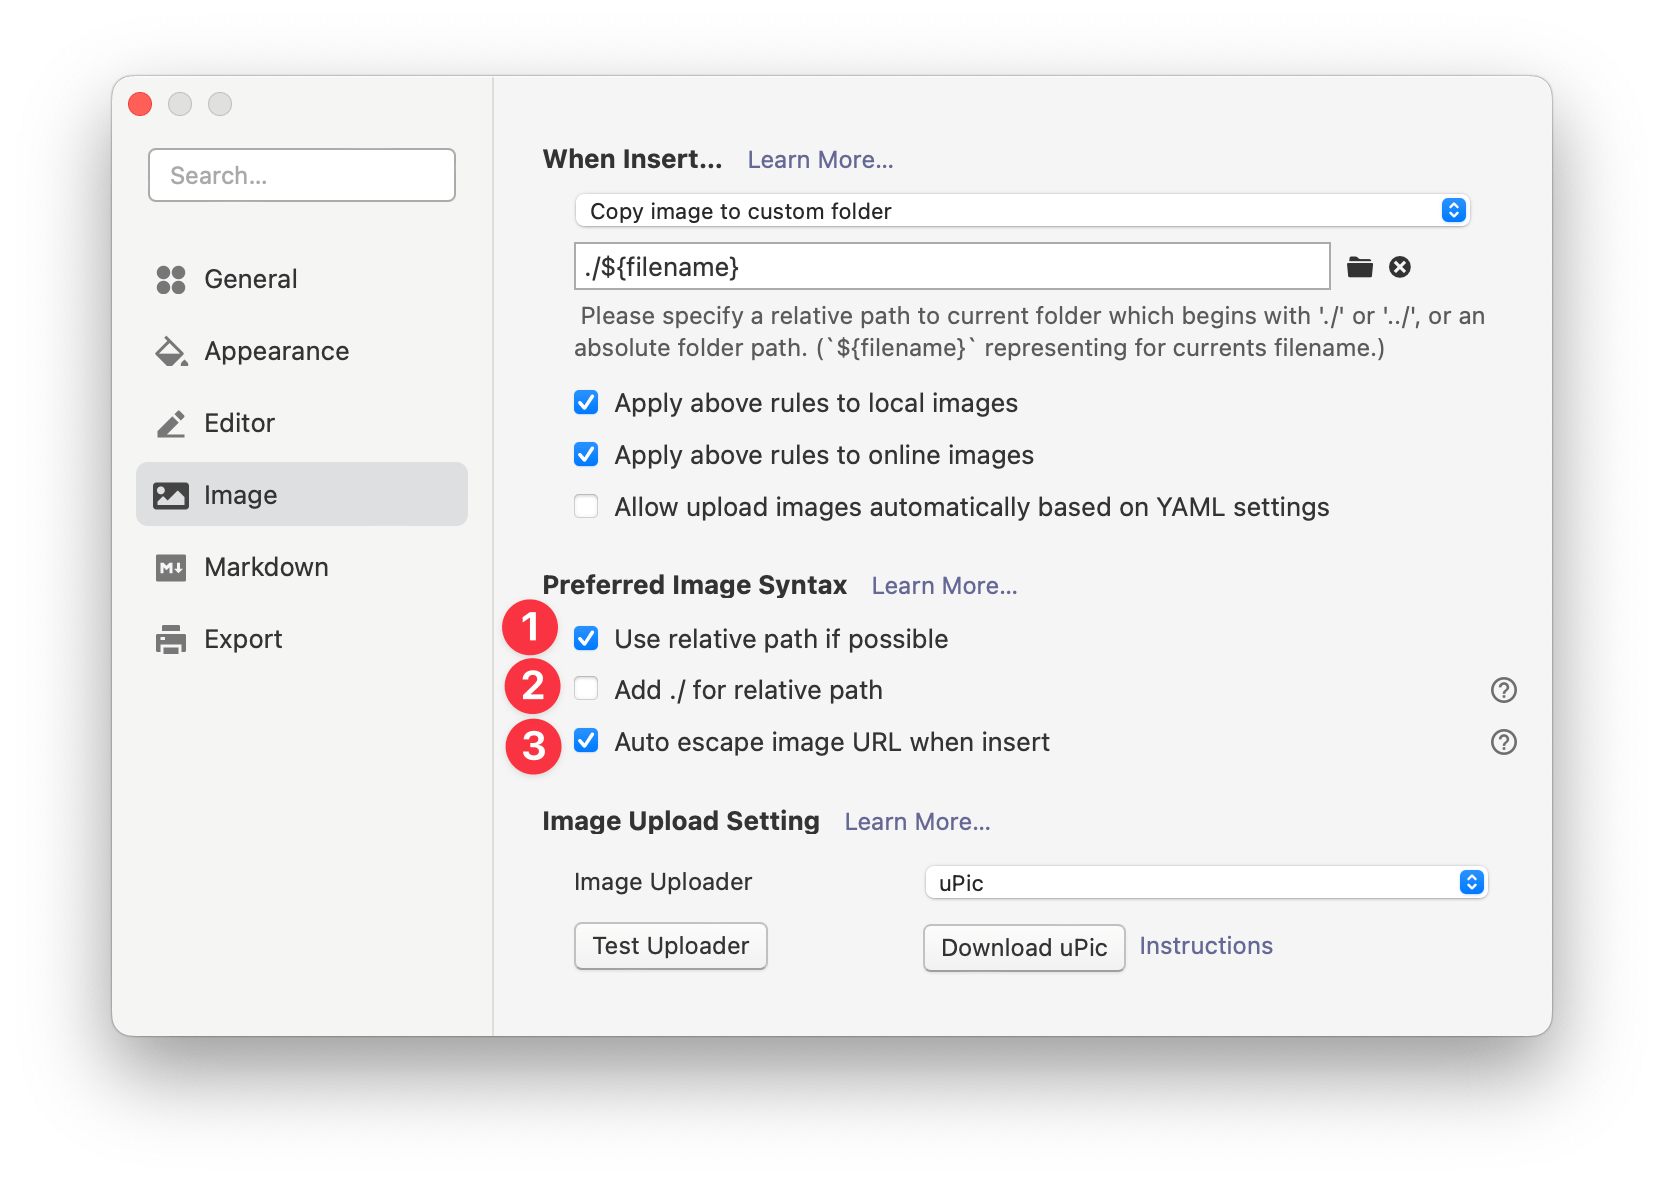 Search...
General
Appearance
Editor
Image
Markdown
Export
When Insert... Learn More...
Copy image to custom folder
./${filename}
Please specify a relative path to current folder which begins with './' or '../', or an
absolute folder path. (`${filename}` representing for currents filename.)
Apply above rules to local images
Apply above rules to online images
Allow upload images automatically based on YAML settings
Preferred Image Syntax Learn More...
1 Use relative path if possible
2 Add ./ for relative path ?
3 Auto escape image URL when insert ?
Image Upload Setting Learn More...
Image Uploader uPic
Test Uploader Download uPic Instructions